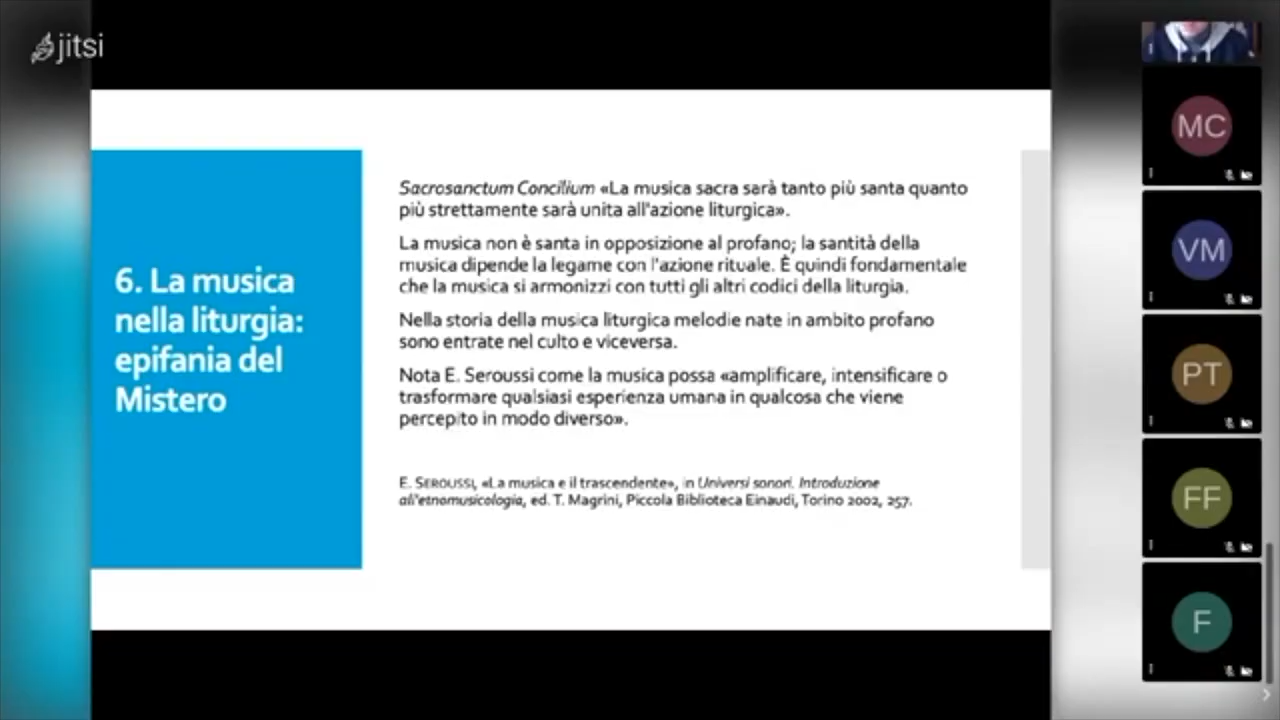 jitsi
6. La musica
nella liturgia:
epifania del
Mistero
Sacrosanctum Concilium «La musica sacra sarà tanto più santa quanto
più strettamente sarà unita all'azione liturgica».
La musica non è santa in opposizione al profano; la santità della
musica dipende la legame con l'azione rituale. È quindi fondamentale
che la musica si armonizzi con tutti gli altri codici della liturgia.
Nella storia della musica liturgica melodie nate in ambito profano
sono entrate nel culto e viceversa.
Nota E. Seroussi come la musica possa «amplificare, intensificare o
trasformare qualsiasi esperienza umana in qualcosa che viene
percepito in modo diverso».
E. SEROUSSI, «La musica e il trascendente», in Universi sonori. Introduzione
all'etnomusicologia, ed. T. Magrini, Piccola Biblioteca Einaudi, Torino 2002, 257.
MC
VM
PT
FF
F